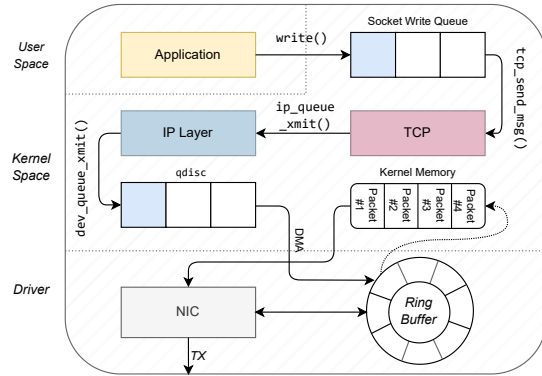 Socket Write Queue
User
Space
Application
write()
tcp_send_msg()
ip_queue
_xmit()
IP Layer
TCP
dev_queue_xmit()
Kernel
Space
qdisc
Kernel Memory
Packet
#1
Packet
#2
Packet
#3
Packet
#4
DMA
Driver
NIC
Ring
Buffer
TX